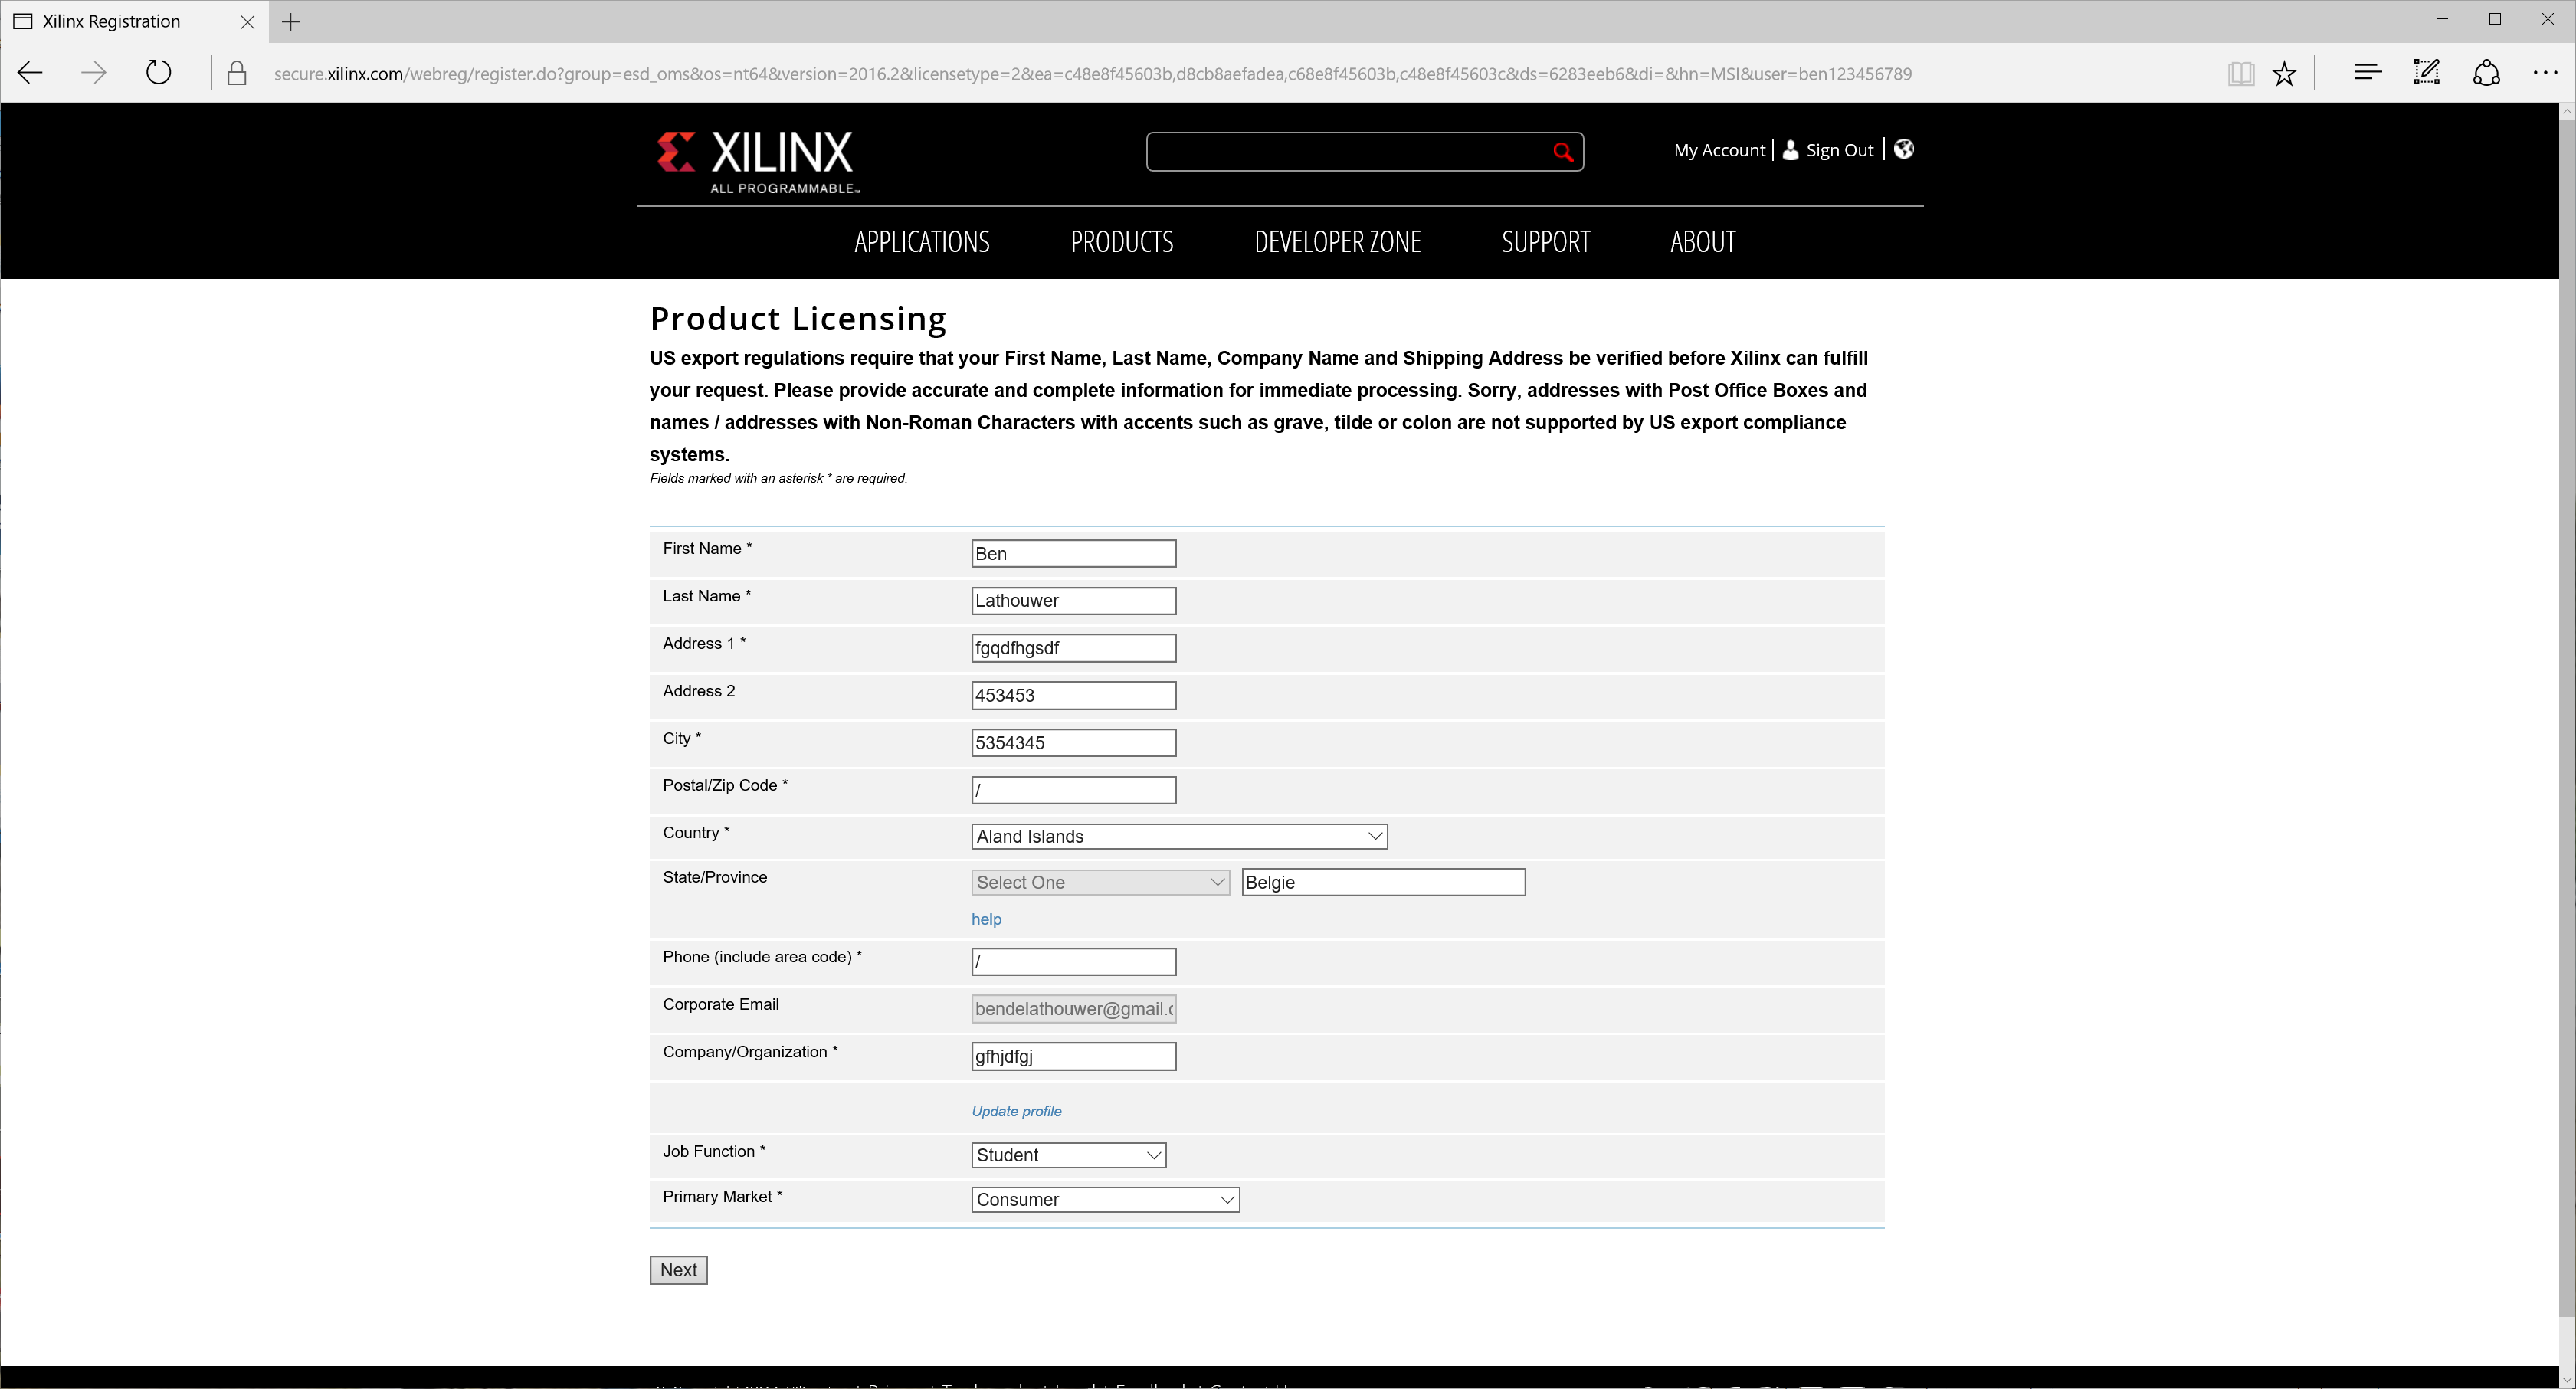 Xilinx Registration
secure.xilinx.com/webreg/register.do?group=esd_oms&os=nt64&version=2016.2&licensetype=2&ea=c48e8f45603b,d8cb8aefadea,c68e8f45603b,c48e8f45603c&ds=6283eeb6&di=&hn=MSI&user=ben123456789
XILINX
ALL PROGRAMMABLE™
My Account | Sign Out |
APPLICATIONS PRODUCTS DEVELOPER ZONE SUPPORT ABOUT
Product Licensing
US export regulations require that your First Name, Last Name, Company Name and Shipping Address be verified before Xilinx can fulfill
your request. Please provide accurate and complete information for immediate processing. Sorry, addresses with Post Office Boxes and
names / addresses with Non-Roman Characters with accents such as grave, tilde or colon are not supported by US export compliance
systems.
Fields marked with an asterisk * are required.
First Name * Ben
Last Name * Lathouwer
Address 1 * fgqdfhgsdf
Address 2 453453
City * 5354345
Postal/Zip Code * /
Country * Aland Islands
State/Province Select One Belgie
help
Phone (include area code) * /
Corporate Email bendelathouwer@gmail.c
Company/Organization * gfhjdfgj
Update profile
Job Function * Student
Primary Market * Consumer
Next